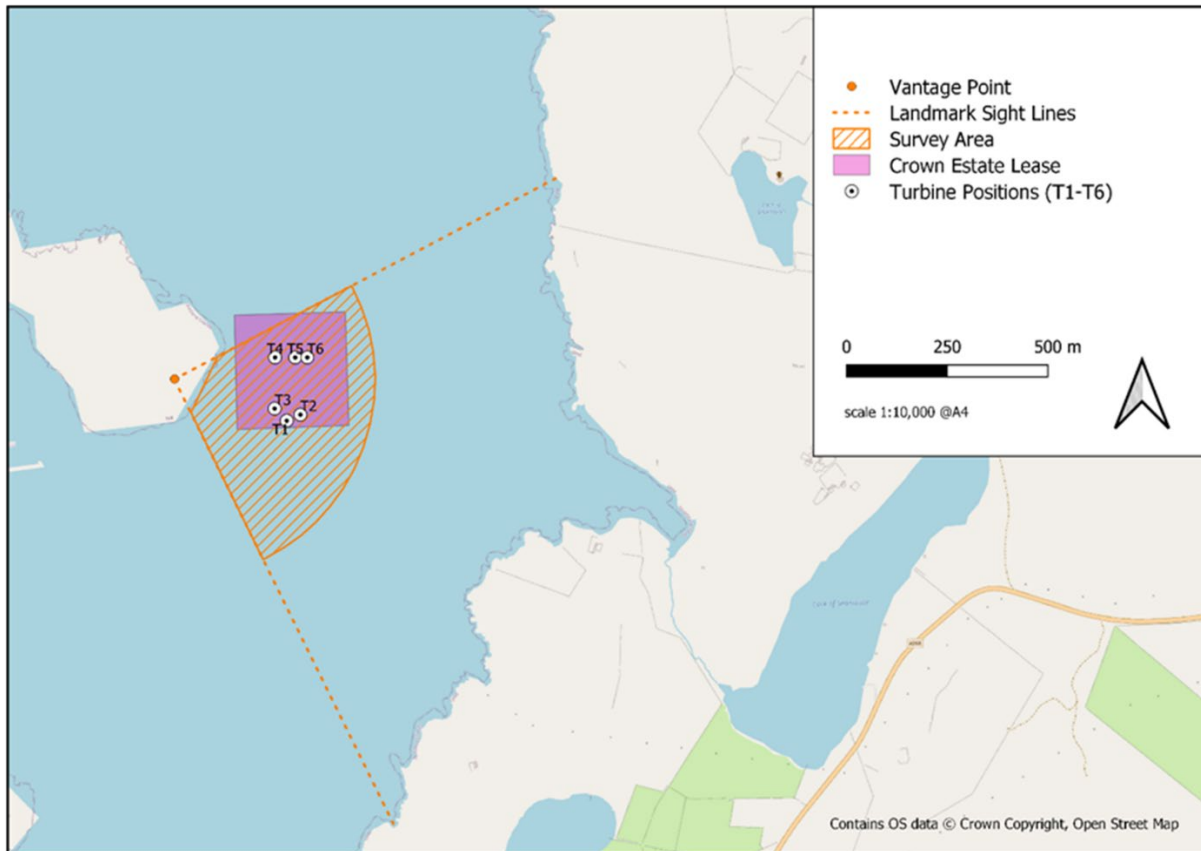 Vantage Point
Landmark Sight Lines
Survey Area
Crown Estate Lease
Turbine Positions (T1-T6)
0 250 500 m
scale 1:10,000 @A4
T4 T5 T6
T3 T2
T1
Contains OS data © Crown Copyright, Open Street Map